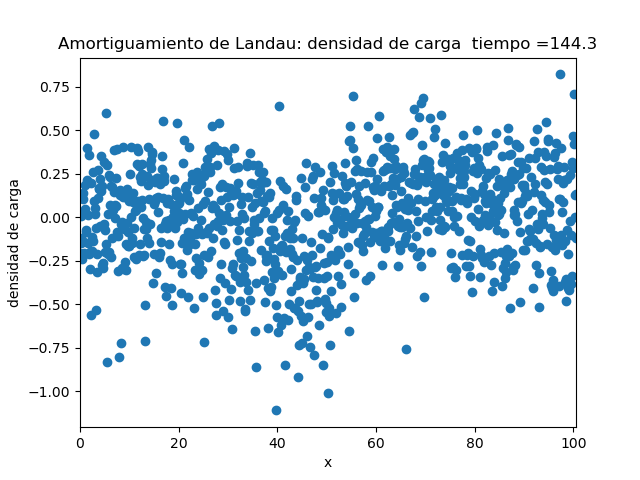 Amortiguamiento de Landau: densidad de carga  tiempo =144.3
0.75
0.50
0.25
0.00
−0.25
−0.50
−0.75
−1.00
densidad de carga
0 20 40 60 80 100
x